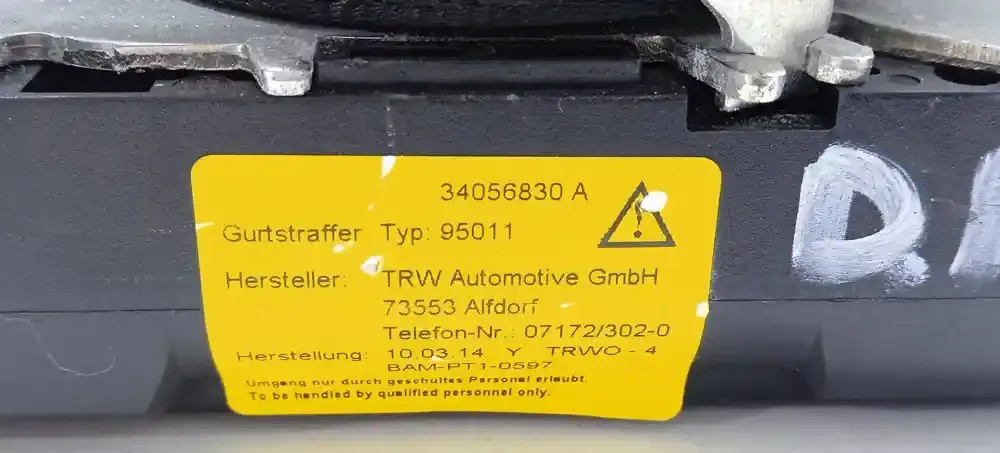 34056830 A
Gurtstraffer Typ: 95011
Hersteller: TRW Automotive GmbH
73553 Alfdorf
Telefon-Nr.: 07172/302-0
Herstellung: 10.03.14 Y TRWO - 4
BAM-PT1-0597
Umgang nur durch geschultes Personal erlaubt.
To be handled by qualified personnel only.
D.